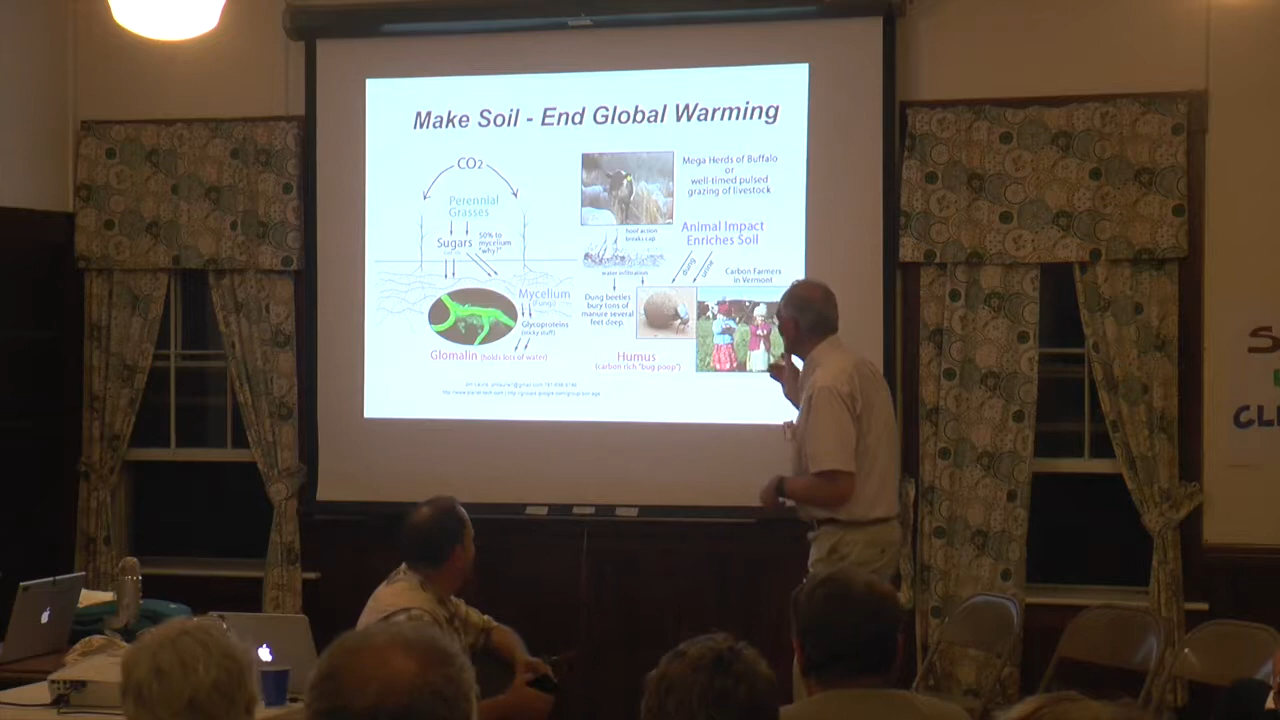 Make Soil - End Global Warming
CO2
Perennial
Grasses
Sugars
50% to
mycelium
"why?"
Mycelium
(Fungi)
Glycoproteins
(sticky stuff)
Glomalin (holds lots of water)
Mega Herds of Buffalo
or
well-timed pulsed
grazing of livestock
hoof action
breaks cap
Animal Impact
Enriches Soil
water infiltration
dung
urine
Dung beetles
bury tons of
manure several
feet deep.
Carbon Farmers
in Vermont
Humus
(carbon rich "bug poop")
S
CL